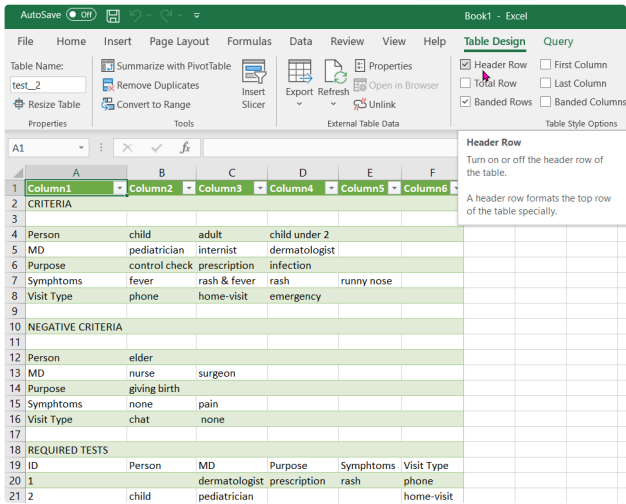 AutoSave Off Book1 - Excel
File Home Insert Page Layout Formulas Data Review View Help Table Design Query
Table Name: Summarize with PivotTable Properties Header Row First Column
test__2 Remove Duplicates Open in Browser Total Row Last Column
Resize Table Convert to Range Insert Slicer Export Refresh Unlink Banded Rows Banded Columns
Properties Tools External Table Data Table Style Options
A1 fx
Header Row
Turn on or off the header row of
the table.
A header row formats the top row
of the table specially.
A B C D E F
1 Column1 Column2 Column3 Column4 Column5 Column6
2 CRITERIA
3
4 Person child adult child under 2
5 MD pediatrician internist dermatologist
6 Purpose control check prescription infection
7 Symphtoms fever rash & fever rash runny nose
8 Visit Type phone home-visit emergency
9
10 NEGATIVE CRITERIA
11
12 Person elder
13 MD nurse surgeon
14 Purpose giving birth
15 Symphtoms none pain
16 Visit Type chat none
17
18 REQUIRED TESTS
19 ID Person MD Purpose Symphtoms Visit Type
20 1 dermatologist prescription rash phone
21 2 child pediatrician home-visit